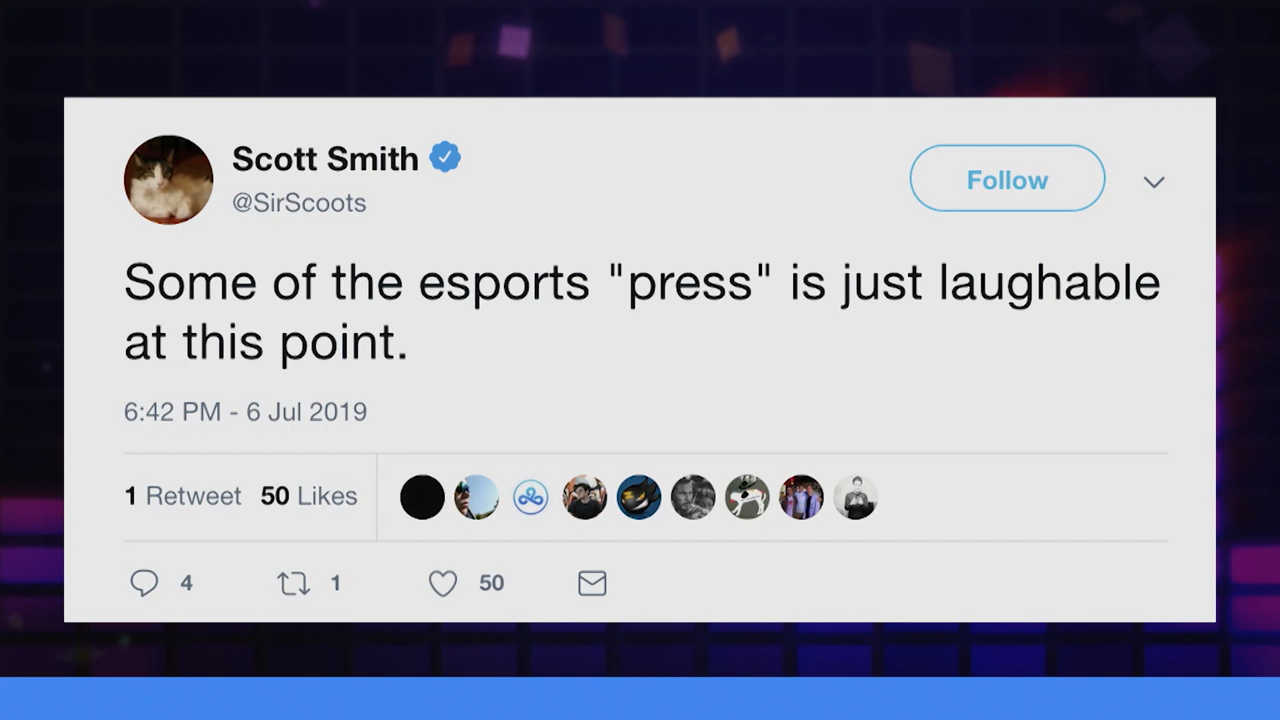 Scott Smith
@SirScoots
Follow
Some of the esports "press" is just laughable
at this point.
6:42 PM - 6 Jul 2019
1 Retweet 50 Likes
4 1 50